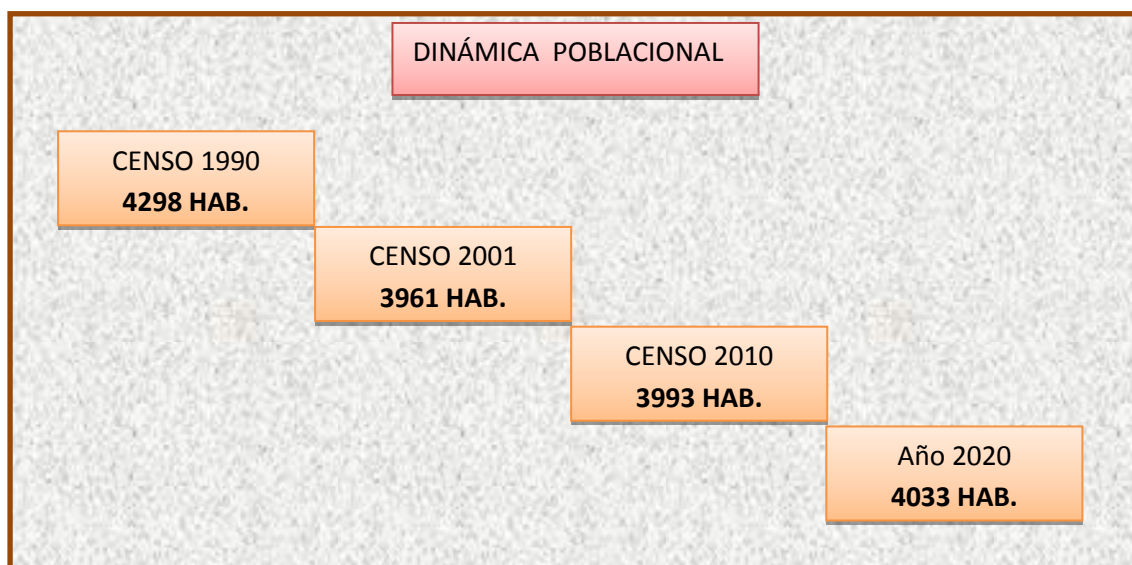 DINÁMICA POBLACIONAL
CENSO 1990
4298 HAB.
CENSO 2001
3961 HAB.
CENSO 2010
3993 HAB.
Año 2020
4033 HAB.